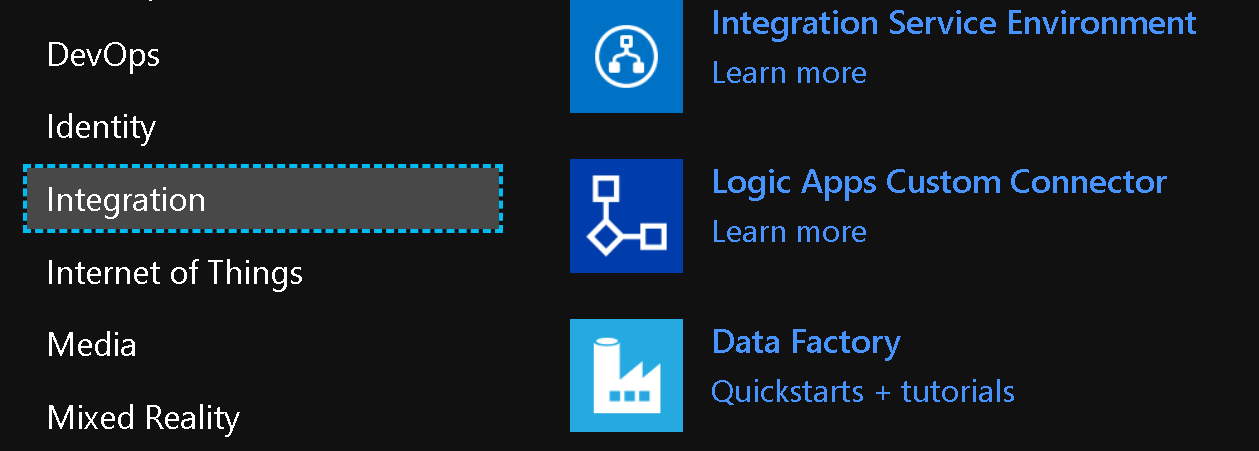 DevOps
Identity
Integration
Internet of Things
Media
Mixed Reality
Integration Service Environment
Learn more
Logic Apps Custom Connector
Learn more
Data Factory
Quickstarts + tutorials